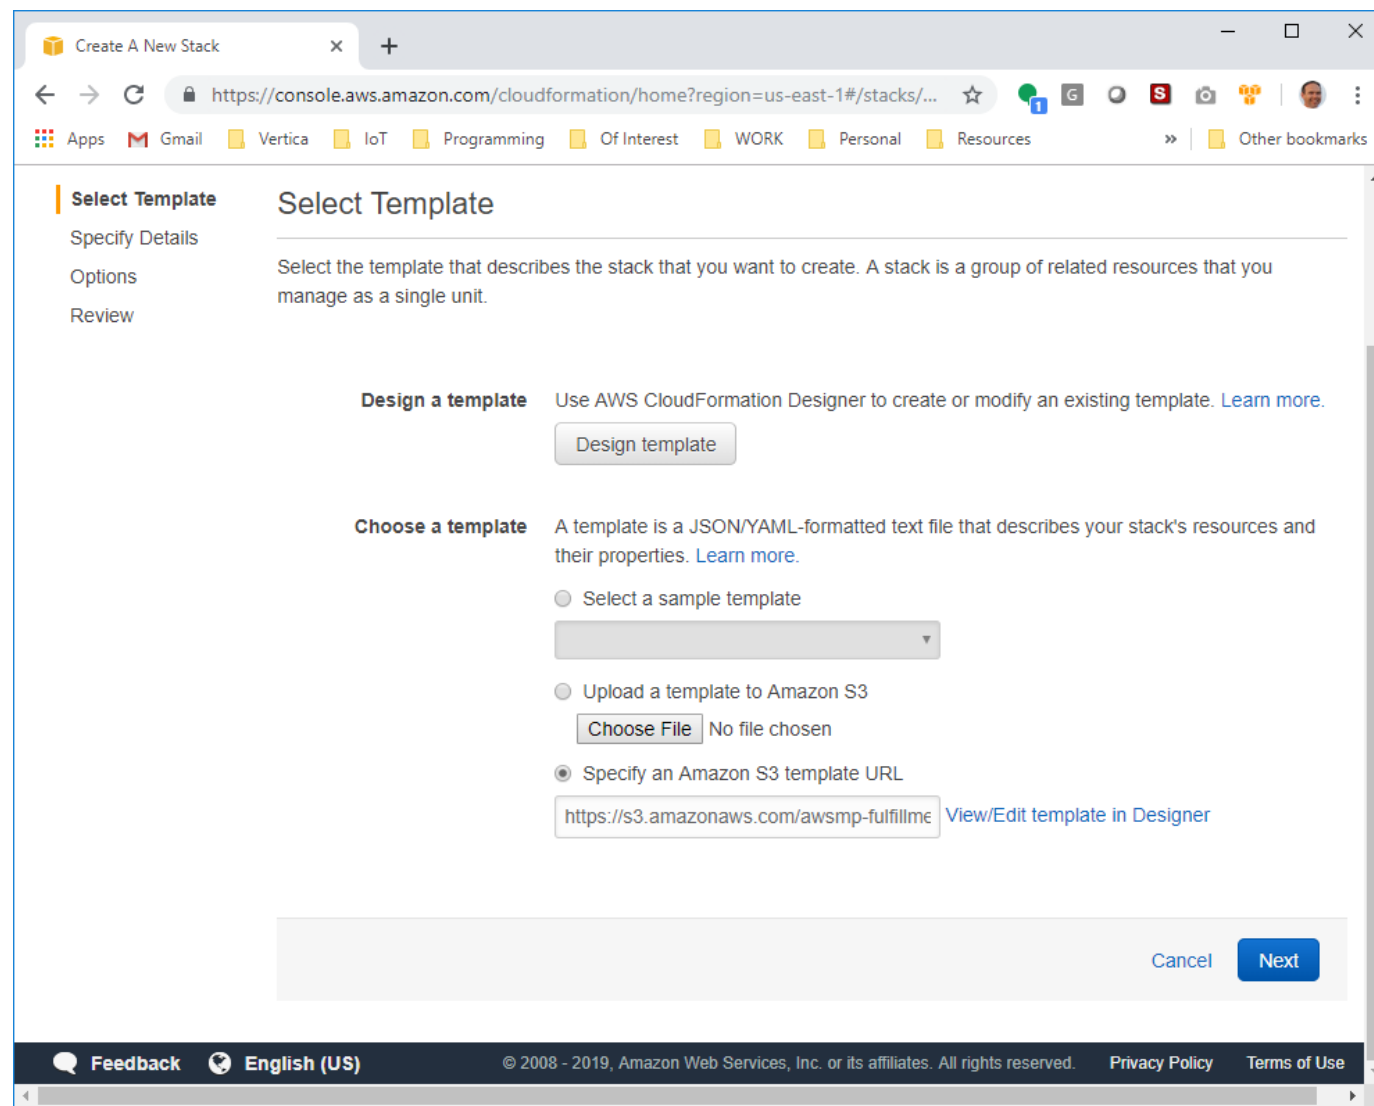 Create A New Stack
https://console.aws.amazon.com/cloudformation/home?region=us-east-1#/stacks/...
1
G
S
Apps Gmail Vertica IoT Programming Of Interest WORK Personal Resources » Other bookmarks
Select Template
Specify Details
Options
Review
Select Template
Select the template that describes the stack that you want to create. A stack is a group of related resources that you
manage as a single unit.
Design a template Use AWS CloudFormation Designer to create or modify an existing template. Learn more.
Design template
Choose a template A template is a JSON/YAML-formatted text file that describes your stack's resources and
their properties. Learn more.
Select a sample template
Upload a template to Amazon S3
Choose File No file chosen
Specify an Amazon S3 template URL
https://s3.amazonaws.com/awsmp-fulfillme View/Edit template in Designer
Cancel Next
Feedback English (US) © 2008 - 2019, Amazon Web Services, Inc. or its affiliates. All rights reserved. Privacy Policy Terms of Use